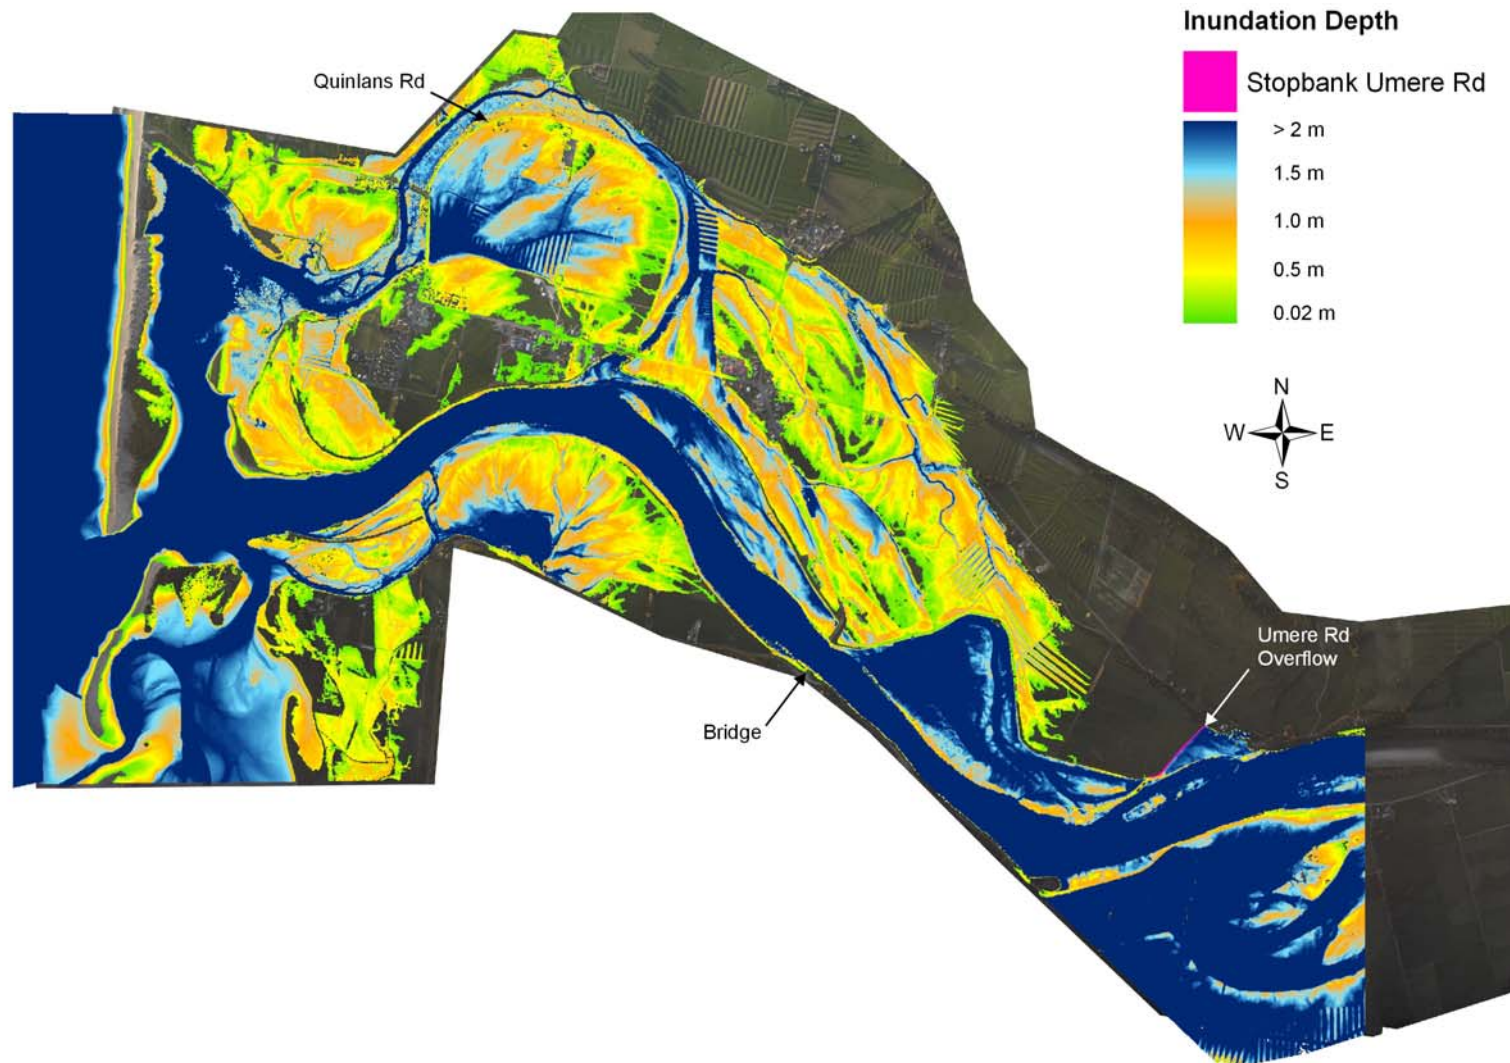 Inundation Depth
Stopbank Umere Rd
> 2 m
1.5 m
1.0 m
0.5 m
0.02 m
Quinlans Rd
N
W E
S
Umere Rd
Overflow
Bridge